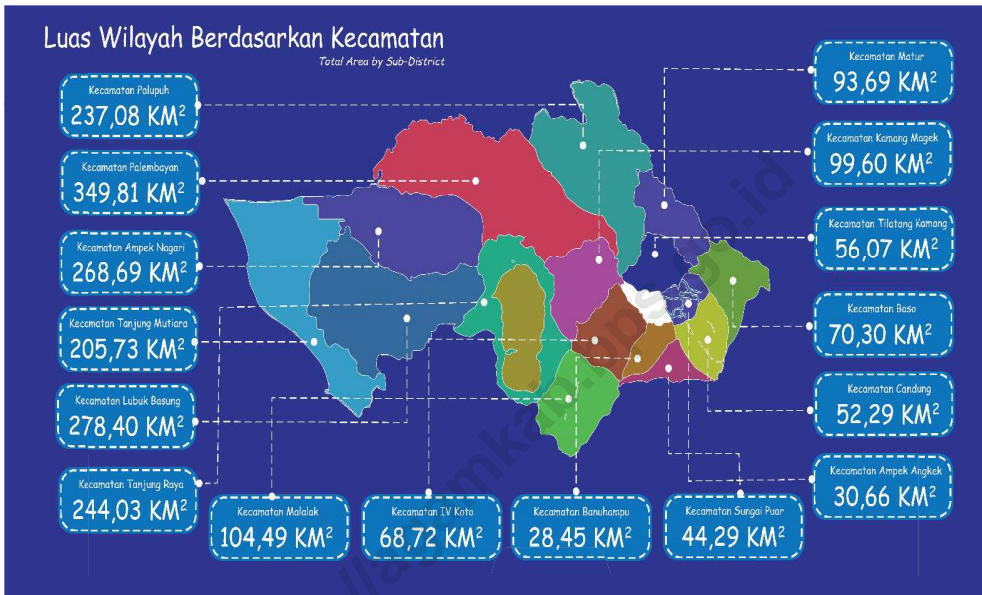 Luas Wilayah Berdasarkan Kecamatan
Total Area by Sub-District
Kecamatan Palupuh
237,08 KM²
Kecamatan Palembayan
349,81 KM²
Kecamatan Ampek Nagari
268,69 KM²
Kecamatan Tanjung Mutiara
205,73 KM²
Kecamatan Lubuk Basung
278,40 KM²
Kecamatan Tanjung Raya
244,03 KM²
Kecamatan Malalak
104,49 KM²
Kecamatan IV Koto
68,72 KM²
Kecamatan Banuhampu
28,45 KM²
Kecamatan Sungai Puar
44,29 KM²
Kecamatan Matur
93,69 KM²
Kecamatan Kamang Magek
99,60 KM²
Kecamatan Tilatang Kamang
56,07 KM²
Kecamatan Baso
70,30 KM²
Kecamatan Candung
52,29 KM²
Kecamatan Ampek Angkek
30,66 KM²
//agamkab.bps.go.id